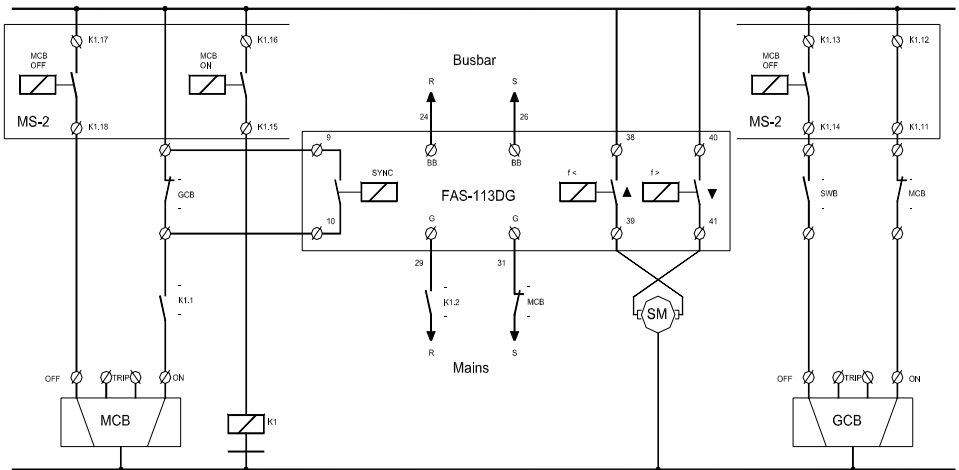 K1.17
K1.16
K1.13
K1.12
MCB
OFF
MCB
ON
Busbar
MCB
OFF
R
S
24
26
MS-2
K1.18
K1.15
MS-2
K1.14
K1.11
9
38
40
BB
BB
SYNC
f <
f >
GCB
FAS-113DG
SWB
MCB
10
G
G
39
41
29
31
K1.1
K1.2
MCB
SM
R
S
Mains
OFF
TRIP
ON
OFF
TRIP
ON
MCB
K1
GCB